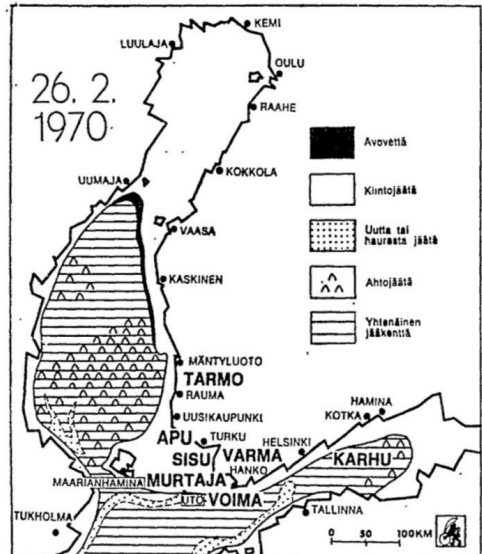 26. 2.
1970
KEMI
LUULAJA
OULU
RAAHE
UUMAJA
KOKKOLA
VAASA
KASKINEN
MÄNTYLUOTO
TARMO
RAUMA
UUSIKAUPUNKI
APU
TURKU
SISU
VARMA
HELSINKI
KOTKA
HAMINA
KARHU
HANKO
MAARIANHAMINA
MURTAJA
UTÖ
VOIMA
TUKHOLMA
TALLINNA
Avovettä
Kiintojäätä
Uutta tai
haurasta jäätä
Ahtojäätä
Yhtenäinen
jääkenttä
0 50 100KM